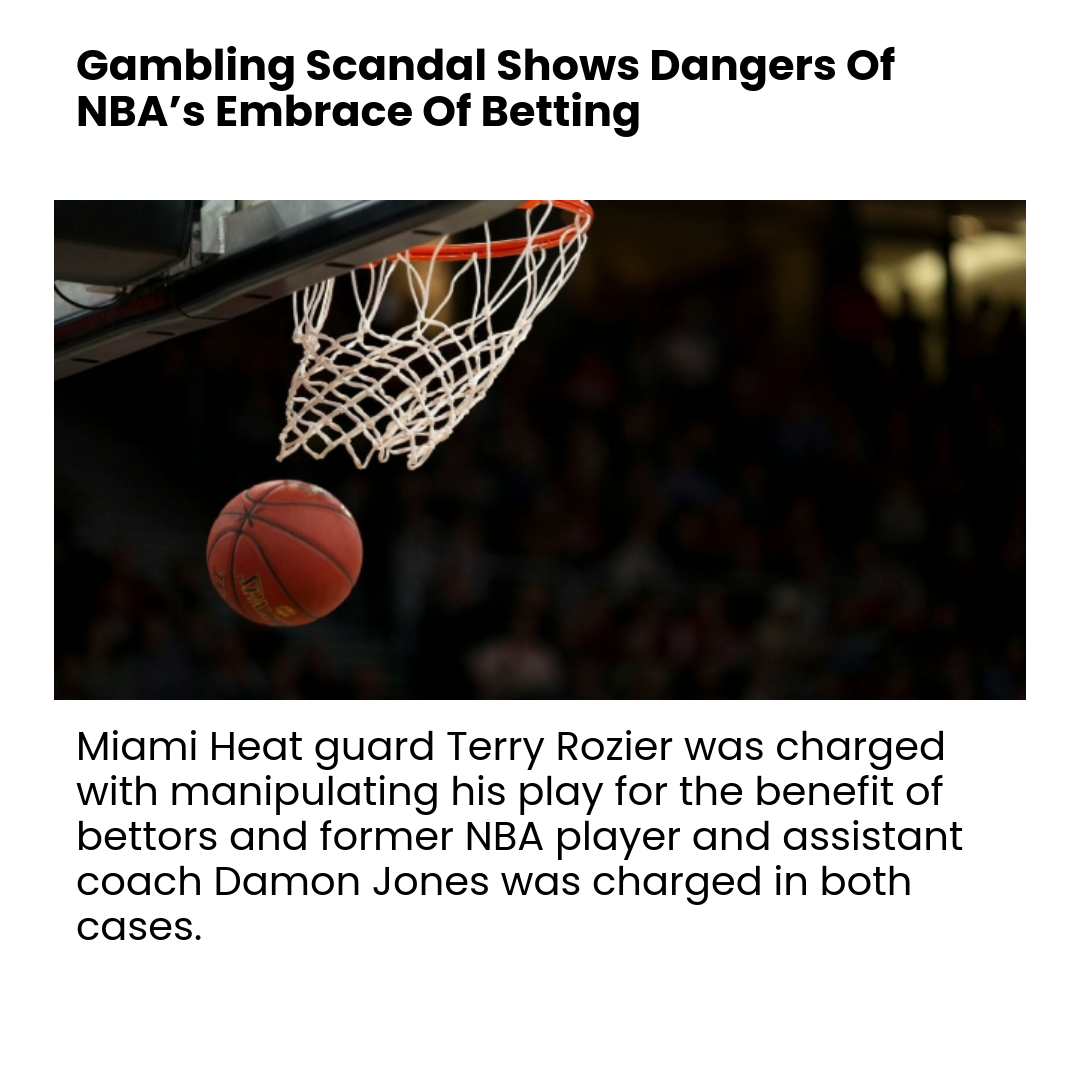 Gambling Scandal Shows Dangers Of
NBA’s Embrace Of Betting
Miami Heat guard Terry Rozier was charged
with manipulating his play for the benefit of
bettors and former NBA player and assistant
coach Damon Jones was charged in both
cases.